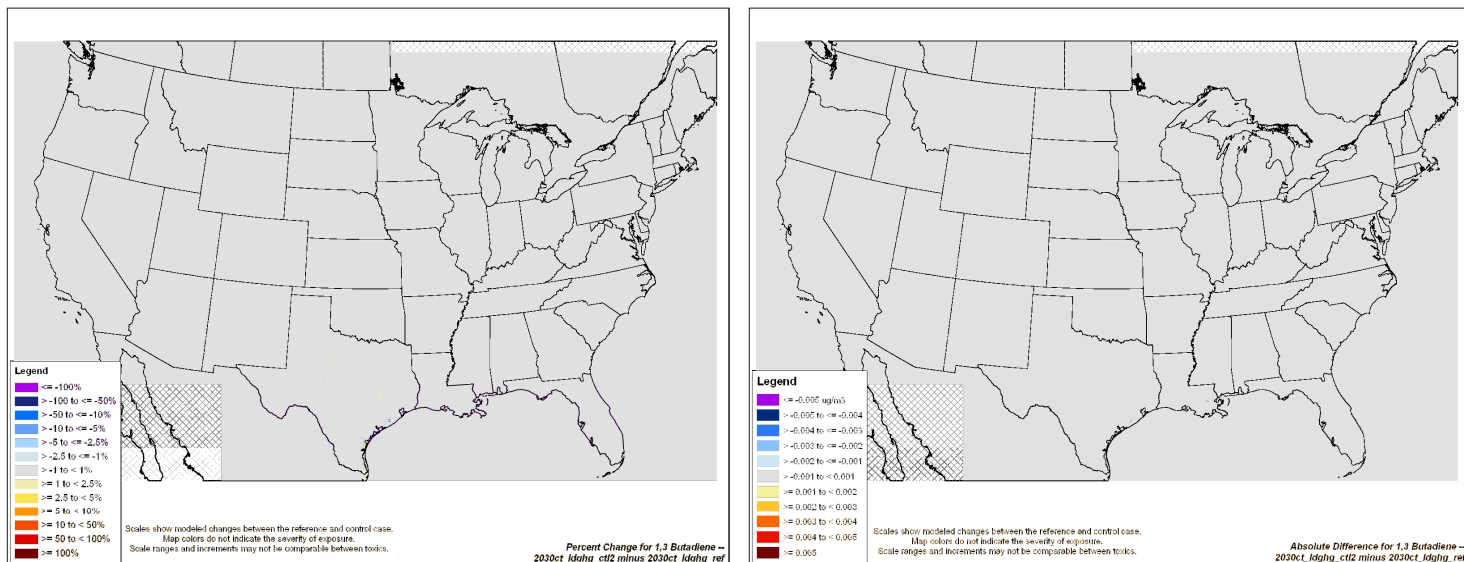 Legend
<= -100%
> -100 to <= -50%
> -50 to <= -10%
> -10 to <= -5%
> -5 to <= -2.5%
> -2.5 to <= -1%
> -1 to < 1%
>= 1 to < 2.5%
>= 2.5 to < 5%
>= 5 to < 10%
>= 10 to < 50%
>= 50 to < 100%
>= 100%
Scales show modeled changes between the reference and control case.
Map colors do not indicate the severity of exposure.
Scale ranges and increments may not be comparable between toxics.
Percent Change for 1,3 Butadiene --
2030ct_ldghg_ctl2 minus 2030ct_ldghg_ref
Legend
<= -0.005 ug/m3
> -0.005 to <= -0.004
> -0.004 to <= -0.003
> -0.003 to <= -0.002
> -0.002 to <= -0.001
> -0.001 to < 0.001
>= 0.001 to < 0.002
>= 0.002 to < 0.003
>= 0.003 to < 0.004
>= 0.004 to < 0.005
>= 0.005
Scales show modeled changes between the reference and control case.
Map colors do not indicate the severity of exposure.
Scale ranges and increments may not be comparable between toxics.
Absolute Difference for 1,3 Butadiene --
2030ct_ldghg_ctl2 minus 2030ct_ldghg_ref